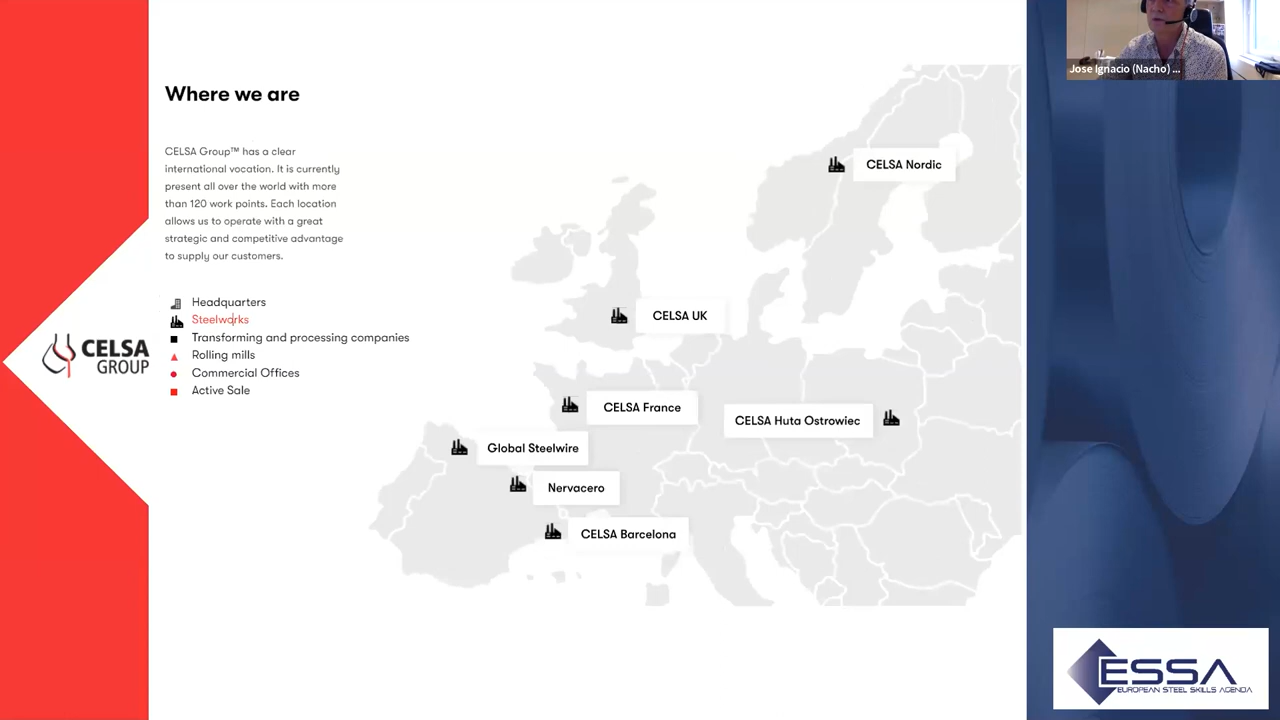 Jose Ignacio (Nacho) ...
Where we are
CELSA Group™ has a clear
international vocation. It is currently
present all over the world with more
than 120 work points. Each location
allows us to operate with a great
strategic and competitive advantage
to supply our customers.
Headquarters
Steelworks
Transforming and processing companies
Rolling mills
Commercial Offices
Active Sale
CELSA
GROUP
CELSA Nordic
CELSA UK
CELSA France
CELSA Huta Ostrowiec
Global Steelwire
Nervacero
CELSA Barcelona
ESSA
EUROPEAN STEEL SKILLS AGENDA